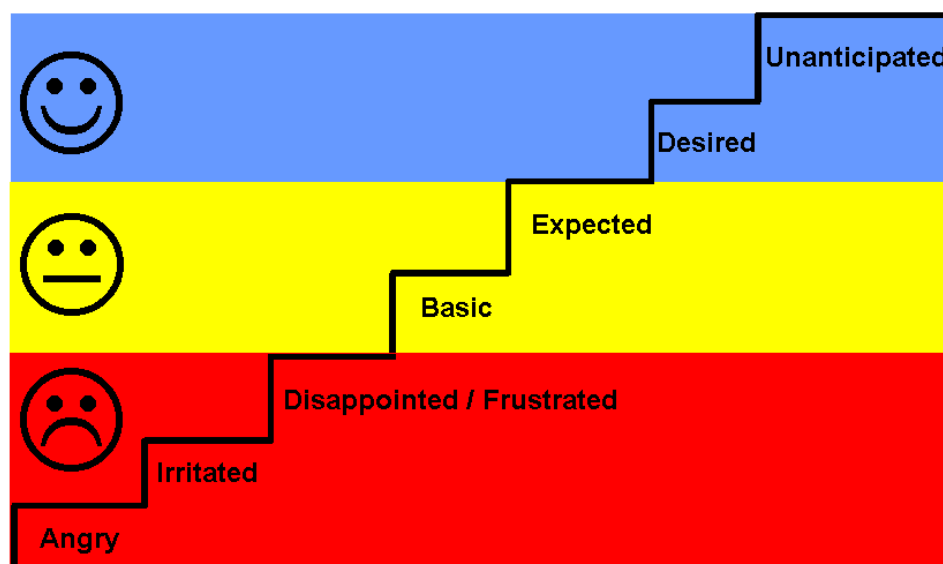 Unanticipated
Desired
Expected
Basic
Disappointed / Frustrated
Irritated
Angry